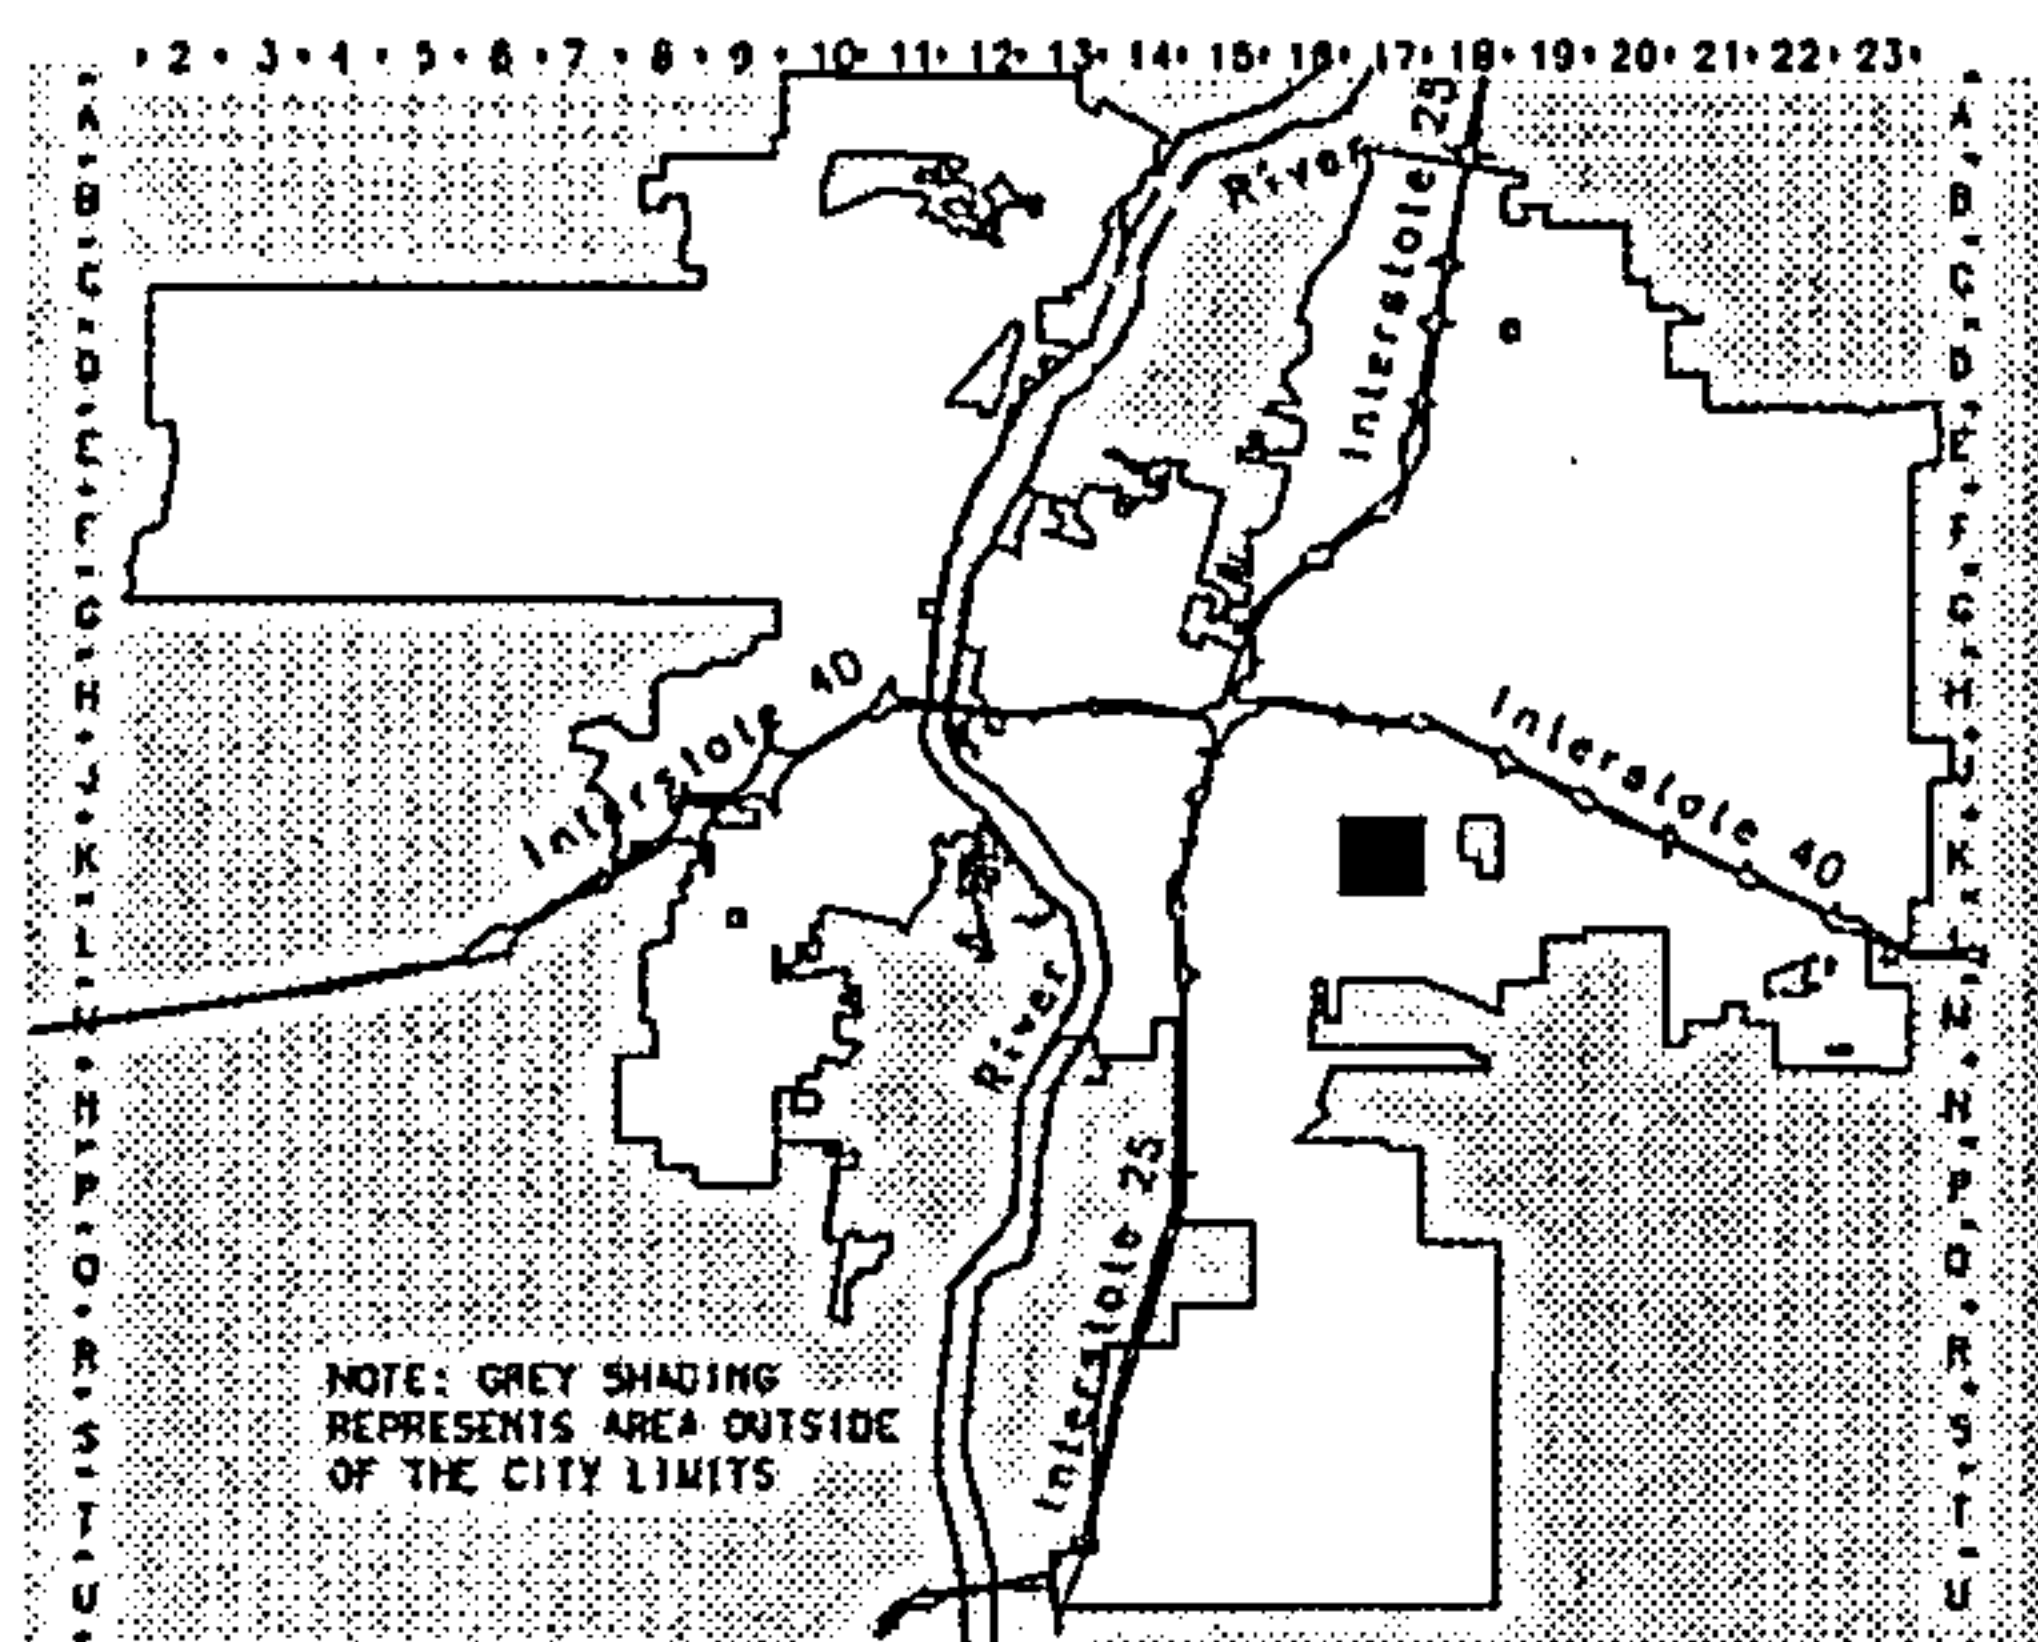 2 3 4 5 6 7 8 9 10 11 12 13 14 15 16 17 18 19 20 21 22 23
A A
B B
C C
D D
E E
F F
G G
H H
J J
K K
L L
M M
N N
P P
Q Q
R R
S S
T T
U U
River
Interstate 25
Interstate 40
Interstate 40
River
Interstate 25
NOTE: GREY SHADING
REPRESENTS AREA OUTSIDE
OF THE CITY LIMITS